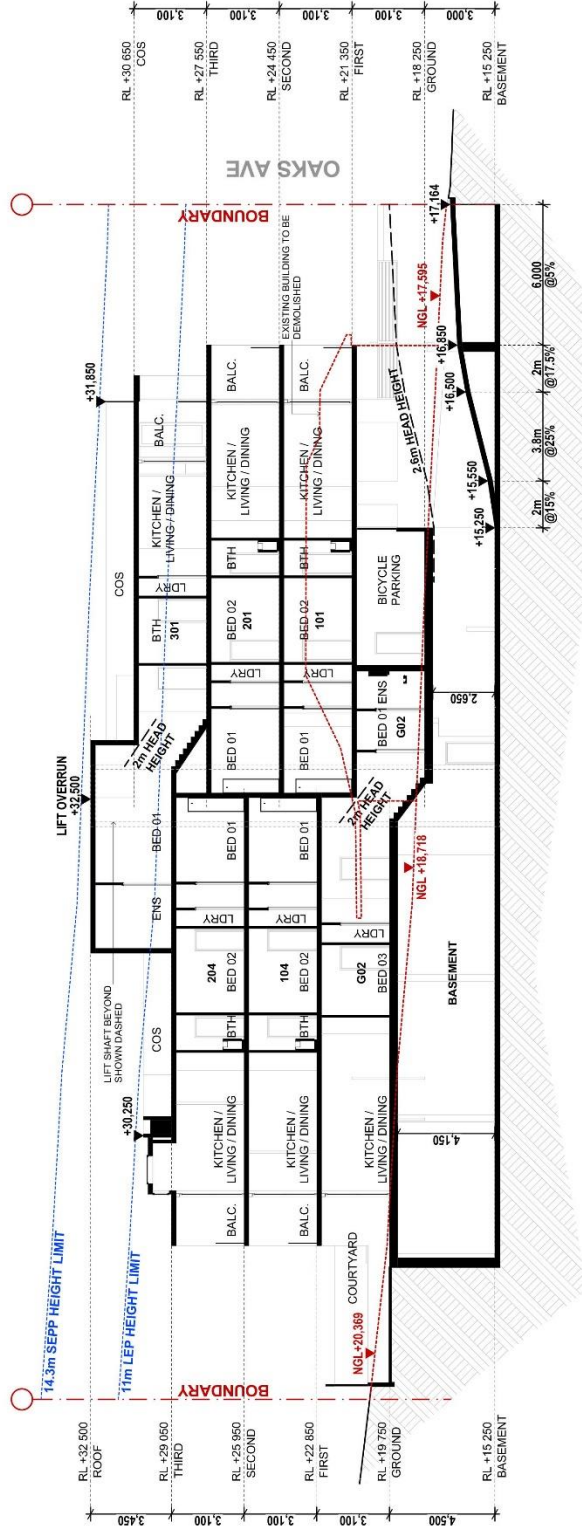 14.3m SEPP HEIGHT LIMIT
11m LEP HEIGHT LIMIT
BOUNDARY
RL +32 500
ROOF
RL +29 050
THIRD
RL +25 950
SECOND
RL +22 850
FIRST
RL +19 750
GROUND
RL +15 250
BASEMENT
3,450
3,100
3,100
3,100
4,500
LIFT SHAFT BEYOND
SHOWN DASHED
LIFT OVERRUN
+32,500
+31,850
+30,250
COS
ENS
BED 01
2m HEAD
HEIGHT
COS
BTH
301
LDRY
KITCHEN /
LIVING / DINING
BALC.
BALC.
KITCHEN /
LIVING / DINING
BTH
204
BED 02
LDRY
BED 01
BED 01
LDRY
BED 02
201
BTH
KITCHEN /
LIVING / DINING
BALC.
BALC.
KITCHEN /
LIVING / DINING
BTH
104
BED 02
LDRY
BED 01
BED 01
LDRY
BED 02
101
BTH
KITCHEN /
LIVING / DINING
BALC.
EXISTING BUILDING TO BE
DEMOLISHED
COURTYARD
NGL+20,369
KITCHEN /
LIVING / DINING
G02
BED 03
LDRY
2m HEAD
HEIGHT
BED 01
G02
ENS
BICYCLE
PARKING
2.6m HEAD HEIGHT
NGL +18,718
NGL +17,595
BASEMENT
4,150
2,650
+15,250
+15,550
+16,500
+16,850
+17,164
2m
@15%
3.8m
@25%
2m
@17.5%
6,000
@5%
BOUNDARY
OAKS AVE
RL +30 650
COS
RL +27 550
THIRD
RL +24 450
SECOND
RL +21 350
FIRST
RL +18 250
GROUND
RL +15 250
BASEMENT
3,100
3,100
3,100
3,100
3,000